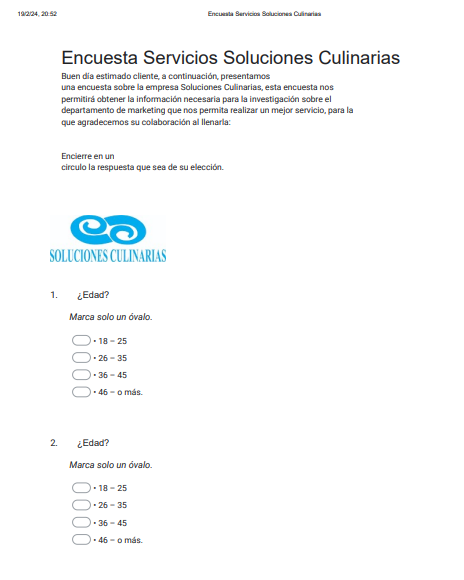 19/2/24, 20:52 Encuesta Servicios Soluciones Culinarias
Encuesta Servicios Soluciones Culinarias
Buen día estimado cliente, a continuación, presentamos
una encuesta sobre la empresa Soluciones Culinarias, esta encuesta nos
permitirá obtener la información necesaria para la investigación sobre el
departamento de marketing que nos permita realizar un mejor servicio, para la
que agradecemos su colaboración al llenarla:
Encierre en un
círculo la respuesta que sea de su elección.
SOLUCIONES CULINARIAS
1. ¿Edad?
Marca solo un óvalo.
• 18 – 25
• 26 – 35
• 36 – 45
• 46 – o más.
2. ¿Edad?
Marca solo un óvalo.
• 18 – 25
• 26 – 35
• 36 – 45
• 46 – o más.